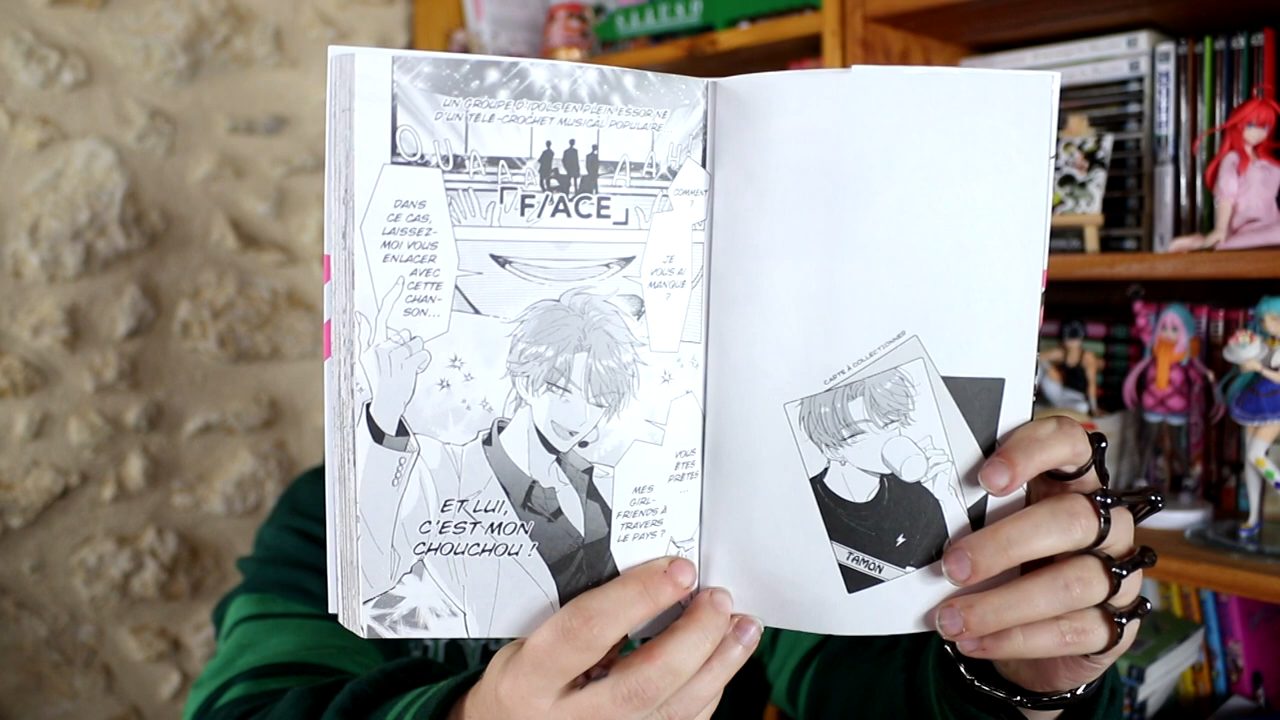 UN GROUPE D'IDOLS EN PLEIN ESSOR NÉ
D'UN TÉLÉ-CROCHET MUSICAL POPULAIRE
OUAAAAAAH!
「F/ACE」
COMMENT
?
JE
VOUS AI
MANQUÉ
?
DANS
CE CAS,
LAISSEZ-
MOI VOUS
ENLACER
AVEC
CETTE
CHAN-
SON...
VOUS
ÊTES
PRÊTES
...
MES
GIRL-
FRIENDS À
TRAVERS
LE PAYS ?
ET LUI,
C'EST MON
CHOUCHOU !
CARTE À COLLECTIONNER
TAMON